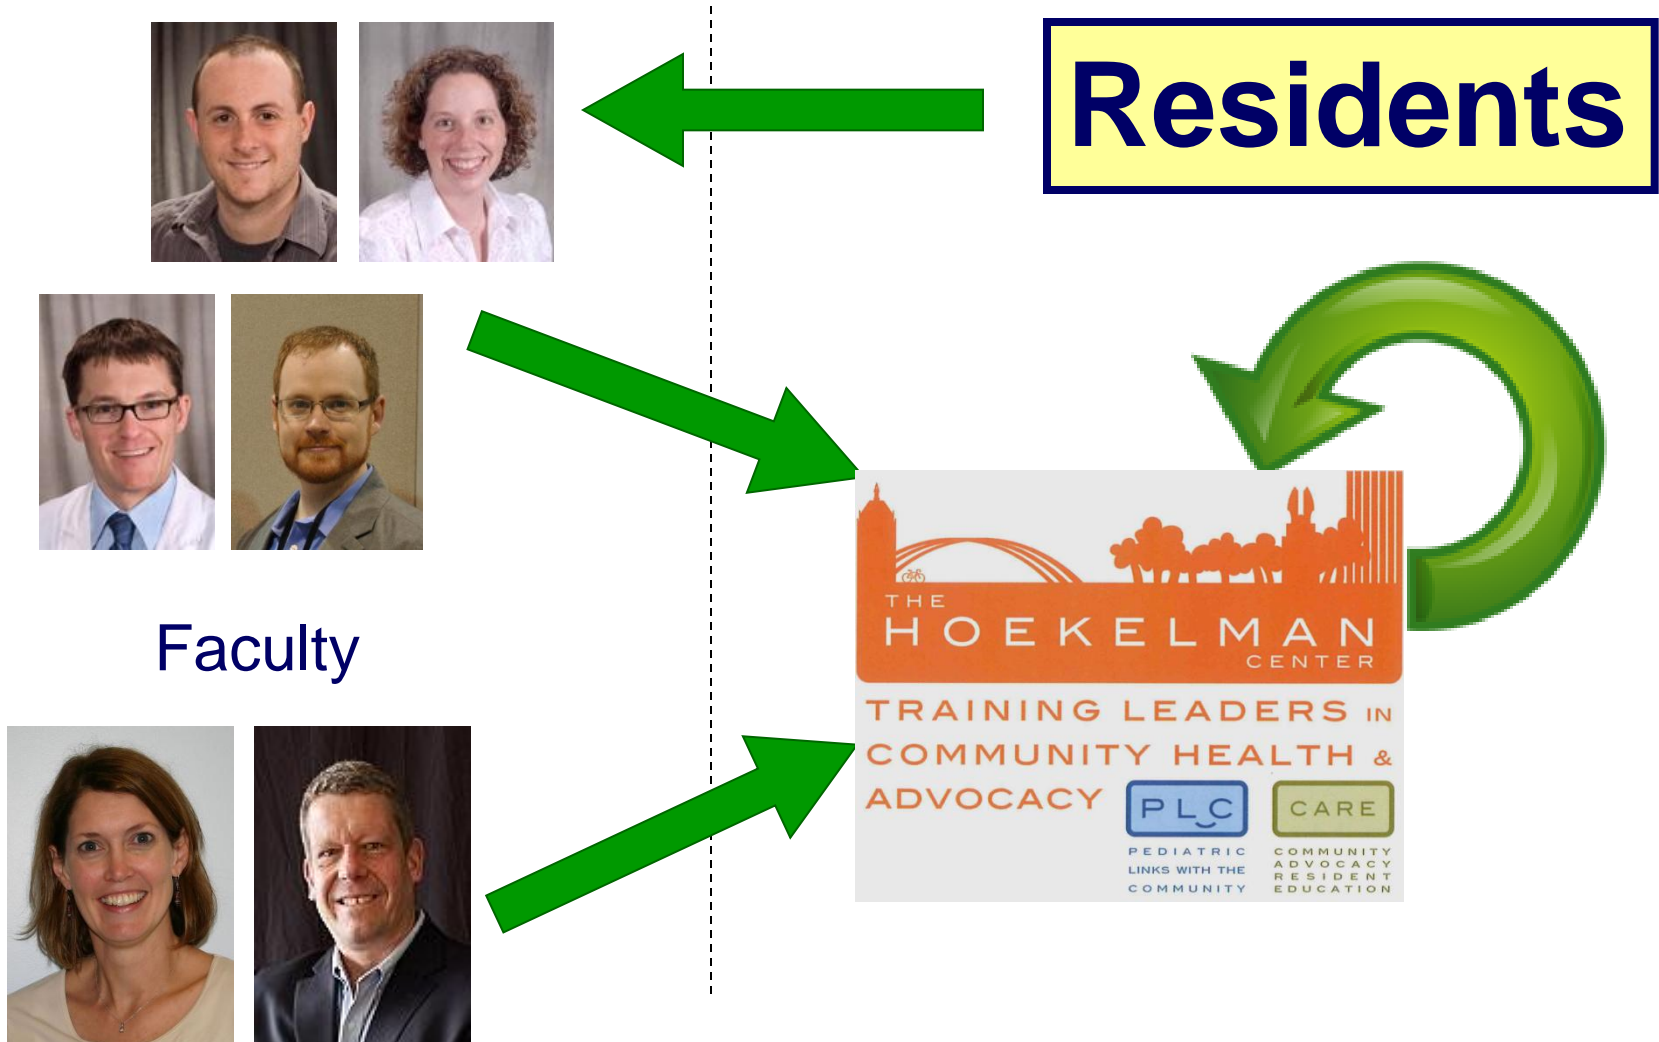 Residents
Faculty
THE
HOEKELMAN
CENTER
TRAINING LEADERS IN
COMMUNITY HEALTH &
ADVOCACY
PLC
PEDIATRIC
LINKS WITH THE
COMMUNITY
CARE
COMMUNITY
ADVOCACY
RESIDENT
EDUCATION